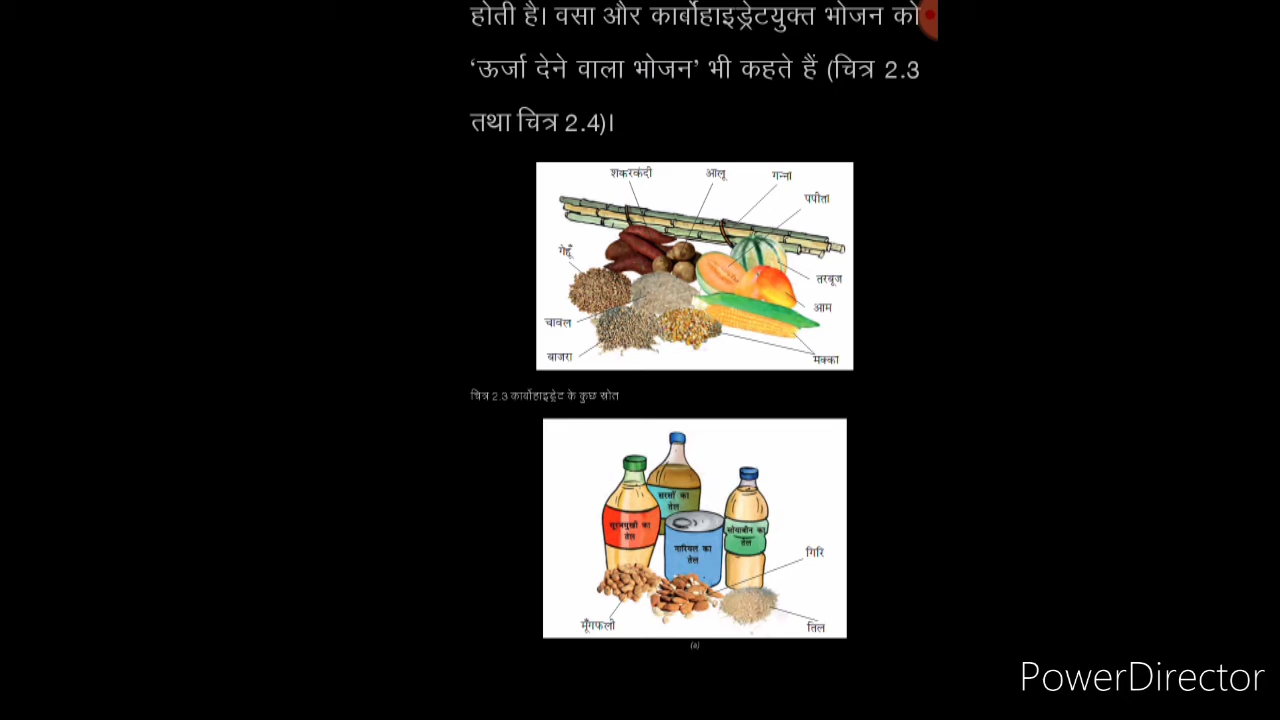 होती है। वसा और कार्बोहाइड्रेटयुक्त भोजन को
‘ऊर्जा देने वाला भोजन’ भी कहते हैं (चित्र 2.3
तथा चित्र 2.4)।
शकरकंदी
आलू
गन्ना
पपीता
गेहूँ
तरबूज
आम
चावल
बाजरा
मक्का
चित्र 2.3 कार्बोहाइड्रेट के कुछ स्रोत
सरसों का
तेल
सूरजमुखी का
तेल
सोयाबीन का
तेल
नारियल का
तेल
गिरि
मूँगफली
तिल
(a)
PowerDirector